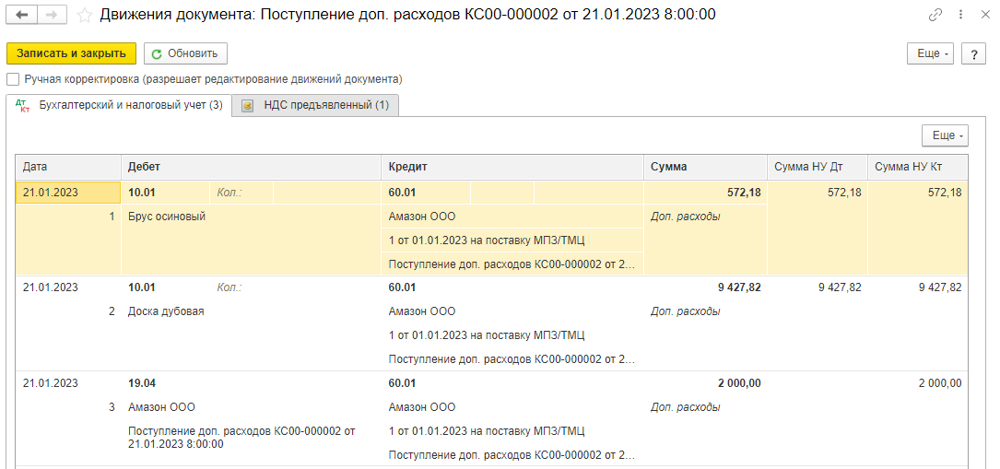 Движения документа: Поступление доп. расходов КС00-000002 от 21.01.2023 8:00:00
Записать и закрыть Обновить Еще ?
Ручная корректировка (разрешает редактирование движений документа)
Дт Кт Бухгалтерский и налоговый учет (3) НДС предъявленный (1)
Еще
Дата Дебет Кредит Сумма Сумма НУ Дт Сумма НУ Кт
21.01.2023 10.01 Кол.: 60.01 572,18 572,18 572,18
1 Брус осиновый Амазон ООО Доп. расходы
1 от 01.01.2023 на поставку МПЗ/ТМЦ
Поступление доп. расходов КС00-000002 от 2...
21.01.2023 10.01 Кол.: 60.01 9 427,82 9 427,82 9 427,82
2 Доска дубовая Амазон ООО Доп. расходы
1 от 01.01.2023 на поставку МПЗ/ТМЦ
Поступление доп. расходов КС00-000002 от 2...
21.01.2023 19.04 60.01 2 000,00 2 000,00
3 Амазон ООО Амазон ООО Доп. расходы
Поступление доп. расходов КС00-000002 от 1 от 01.01.2023 на поставку МПЗ/ТМЦ
21.01.2023 8:00:00 Поступление доп. расходов КС00-000002 от 2...